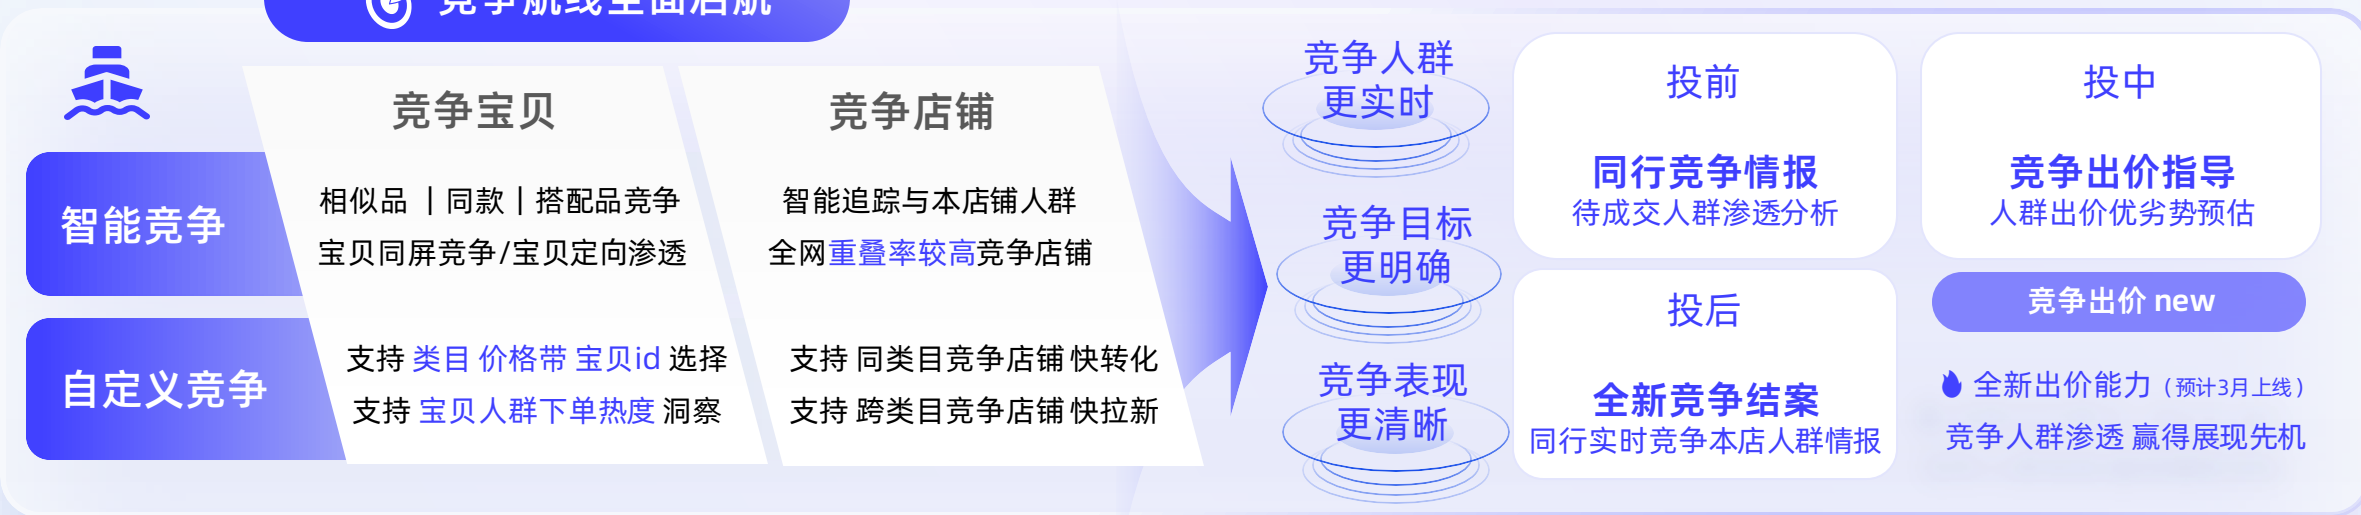 竞争航线全面启航
竞争宝贝
竞争店铺
智能竞争
相似品 | 同款 | 搭配品竞争
宝贝同屏竞争/宝贝定向渗透
智能追踪与本店铺人群
全网重叠率较高竞争店铺
自定义竞争
支持 类目 价格带 宝贝id 选择
支持 宝贝人群下单热度 洞察
支持 同类目竞争店铺 快转化
支持 跨类目竞争店铺 快拉新
竞争人群
更实时
竞争目标
更明确
竞争表现
更清晰
投前
同行竞争情报
待成交人群渗透分析
投中
竞争出价指导
人群出价优劣势预估
投后
全新竞争结案
同行实时竞争本店人群情报
竞争出价 new
全新出价能力（预计3月上线）
竞争人群渗透 赢得展现先机